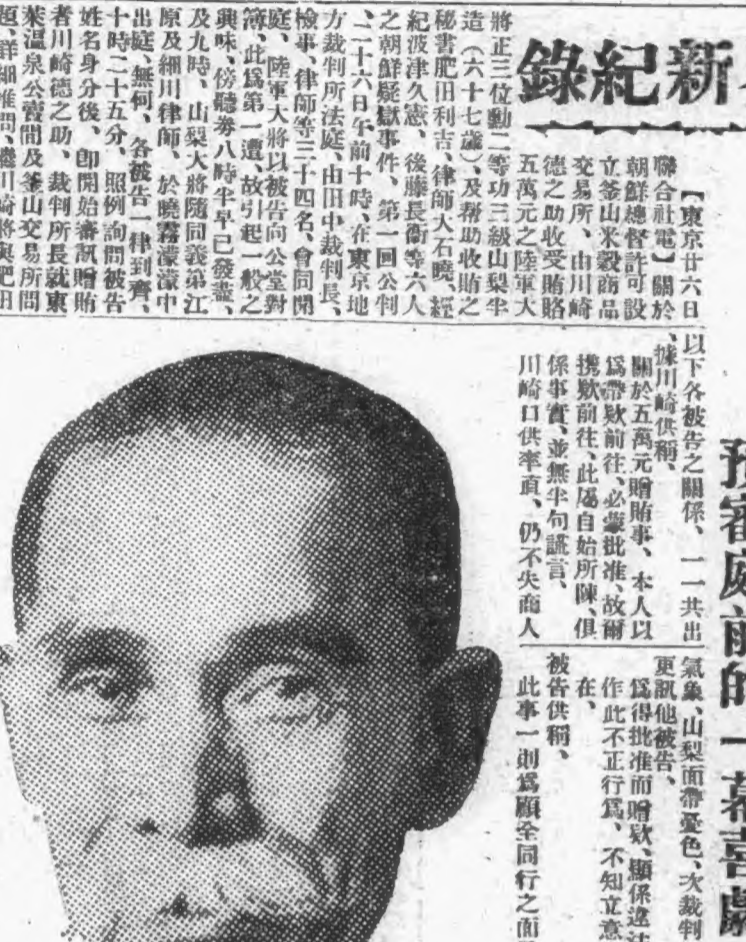 新紀錄
預審庭前的一幕喜劇
【東京廿六日
聯合社電】關於
朝鮮總督許可設
立釜山米穀商品
交易所、由川崎
德之助收受賄賂
五萬元之陸軍大
將正三位勳二等功三級山梨半
造（六十七歲）、及幫助收賄之
秘書肥田利吉、律師大石曉、經
紀波津久憲、後藤長衞等六人
之朝鮮疑獄事件、第一回公判
、二十六日午前十時、在東京地
方裁判所法庭、由田中裁判長、
檢事、律師等三十四名、會同開
庭、陸軍大將以被告向公堂對
簿、此爲第一遭、故引起一般之
興味、傍聽券八時半早已發盡、
及九時、山梨大將隨同義弟江
原及細川律師、於曉霧濛濛中
出庭、無何、各被告一律到齊、
十時二十五分、照例詢問被告
姓名身分後、卽開始審訊贈賄
者川崎德之助、裁判所長就東
萊溫泉公賣問及釜山交易所問
題、詳細推問、
以下各被告之關係、一一共出
、據川崎供稱、
關於五萬元贈賄事、本人以
爲帶欵前往、必蒙批准、故爾
携欵前往、此屬自始所陳、俱
係事實、並無半句謊言、
川崎口供率直、仍不失商人
氣象、山梨面帶憂色、次裁判
更訊他被告、
爲得批准而贈欵、顯係違法
作此不正行爲、不知立意
在、
被告供稱、
此事一則爲顧全同行之面